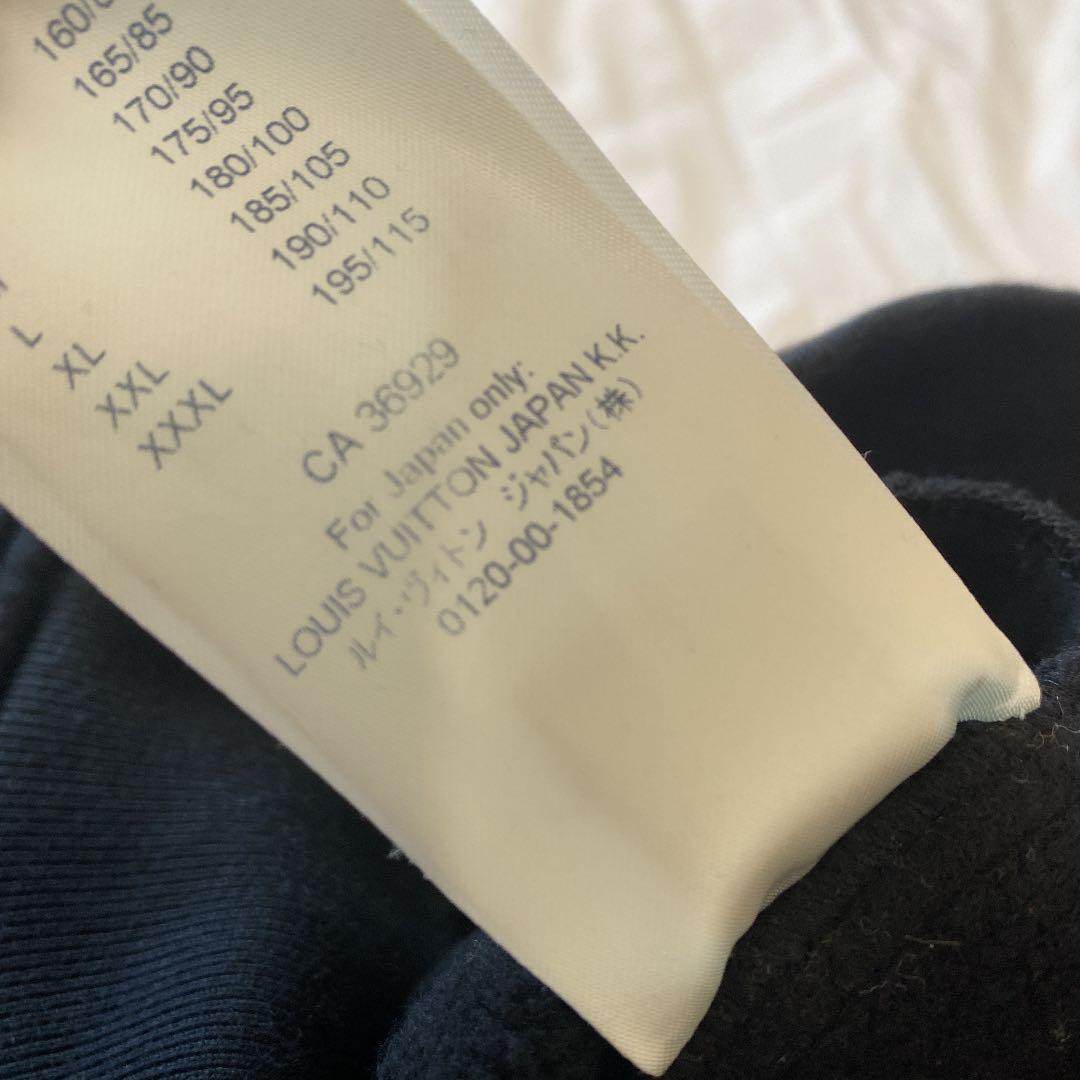 165/85
170/90
175/95
180/100
185/105
190/110
195/115
L
XL
XXL
XXXL
CA 36929
For Japan only:
LOUIS VUITTON JAPAN K.K.
ルイ・ヴィトン ジャパン(株)
0120-00-1854